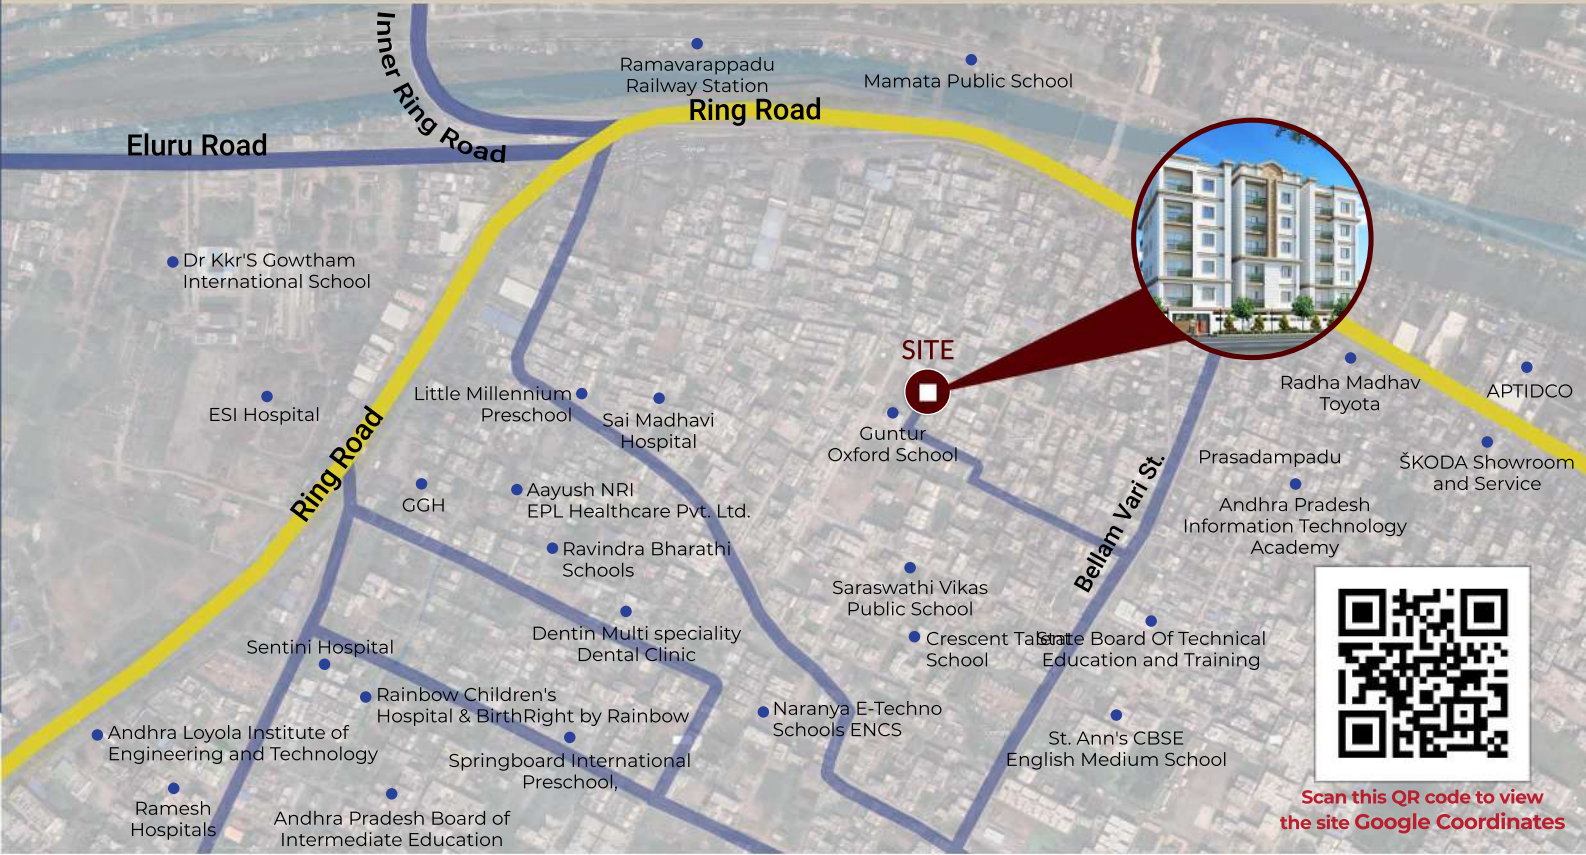 Inner Ring Road
Ramavarappadu
Railway Station
Mamata Public School
Ring Road
Eluru Road
Dr Kkr'S Gowtham
International School
SITE
ESI Hospital
Little Millennium
Preschool
Sai Madhavi
Hospital
Guntur
Oxford School
Radha Madhav
Toyota
APTIDCO
Ring Road
GGH
Aayush NRI
EPL Healthcare Pvt. Ltd.
Bellam Vari St.
Prasadampadu
ŠKODA Showroom
and Service
Andhra Pradesh
Information Technology
Academy
Ravindra Bharathi
Schools
Saraswathi Vikas
Public School
Dentin Multi speciality
Dental Clinic
Crescent Talent
School
State Board Of Technical
Education and Training
Sentini Hospital
Rainbow Children's
Hospital & BirthRight by Rainbow
Naranya E-Techno
Schools ENCS
Andhra Loyola Institute of
Engineering and Technology
Springboard International
Preschool,
St. Ann's CBSE
English Medium School
Ramesh
Hospitals
Andhra Pradesh Board of
Intermediate Education
Scan this QR code to view
the site Google Coordinates